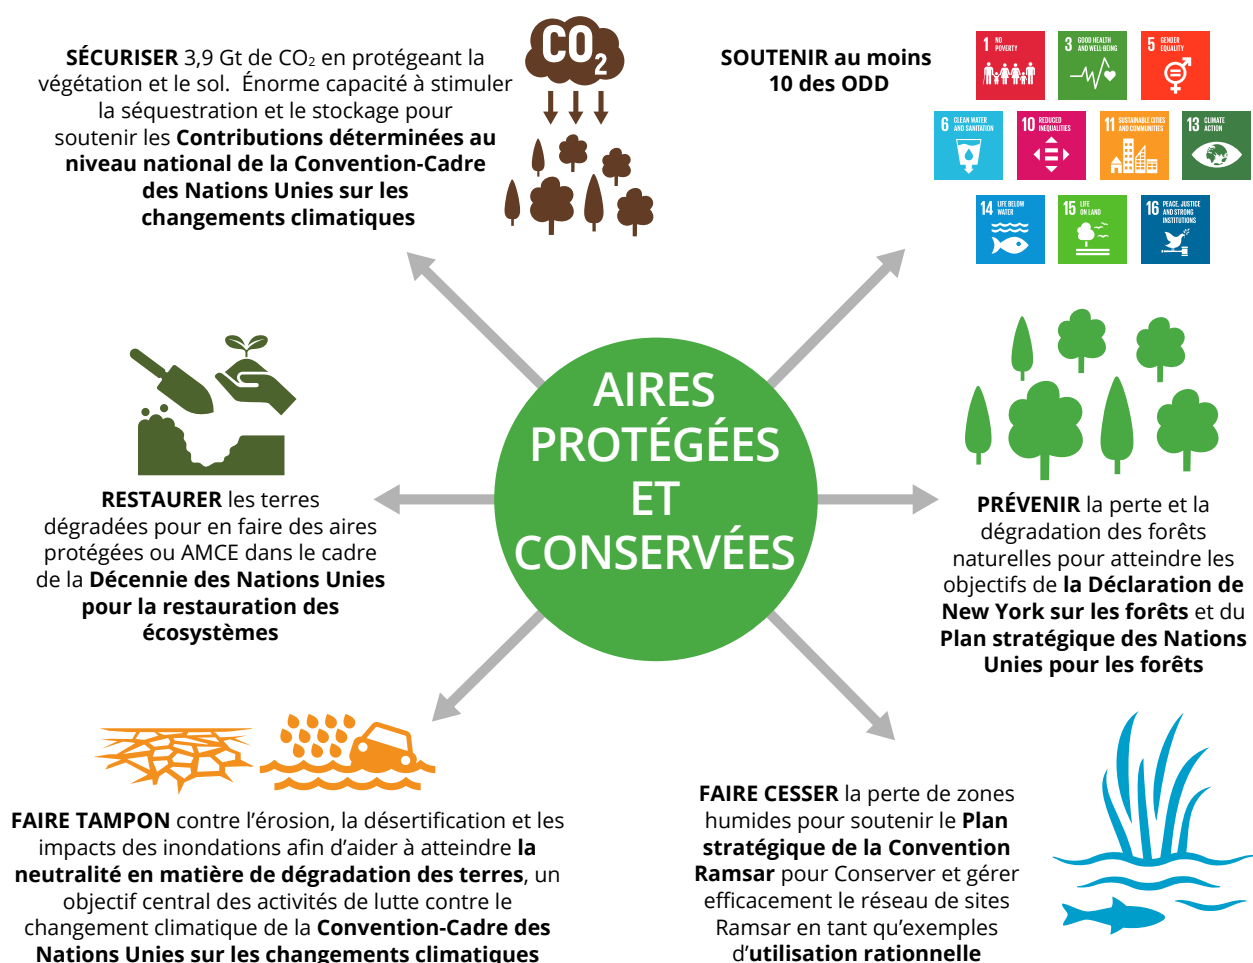 SÉCURISER 3,9 Gt de CO₂ en protégeant la
végétation et le sol. Énorme capacité à stimuler
la séquestration et le stockage pour
soutenir les Contributions déterminées au
niveau national de la Convention-Cadre
des Nations Unies sur les
changements climatiques
CO₂
SOUTENIR au moins
10 des ODD
1 NO
POVERTY
3 GOOD HEALTH
AND WELL-BEING
5 GENDER
EQUALITY
6 CLEAN WATER
AND SANITATION
10 REDUCED
INEQUALITIES
11 SUSTAINABLE CITIES
AND COMMUNITIES
13 CLIMATE
ACTION
14 LIFE BELOW
WATER
15 LIFE
ON LAND
16 PEACE, JUSTICE
AND STRONG
INSTITUTIONS
AIRES
PROTÉGÉES
ET
CONSERVÉES
RESTAURER les terres
dégradées pour en faire des aires
protégées ou AMCE dans le cadre
de la Décennie des Nations Unies
pour la restauration des
écosystèmes
PRÉVENIR la perte et la
dégradation des forêts
naturelles pour atteindre les
objectifs de la Déclaration de
New York sur les forêts et du
Plan stratégique des Nations
Unies pour les forêts
FAIRE TAMPON contre l’érosion, la désertification et les
impacts des inondations afin d’aider à atteindre la
neutralité en matière de dégradation des terres, un
objectif central des activités de lutte contre le
changement climatique de la Convention-Cadre des
Nations Unies sur les changements climatiques
FAIRE CESSER la perte de zones
humides pour soutenir le Plan
stratégique de la Convention
Ramsar pour Conserver et gérer
efficacement le réseau de sites
Ramsar en tant qu’exemples
d’utilisation rationnelle